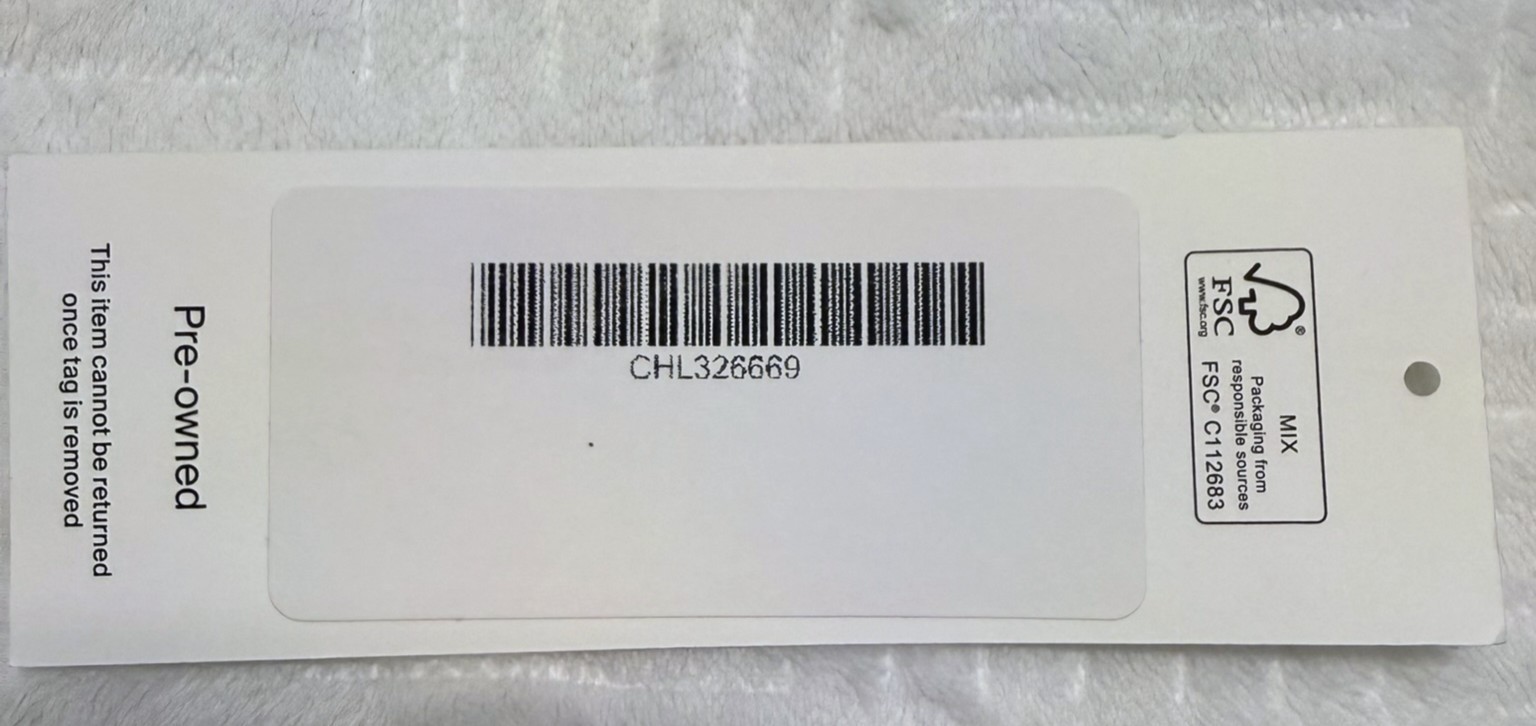 Pre-owned
This item cannot be returned
once tag is removed
CHL326669
®
FSC
www.fsc.org
MIX
Packaging from
responsible sources
FSC® C112683